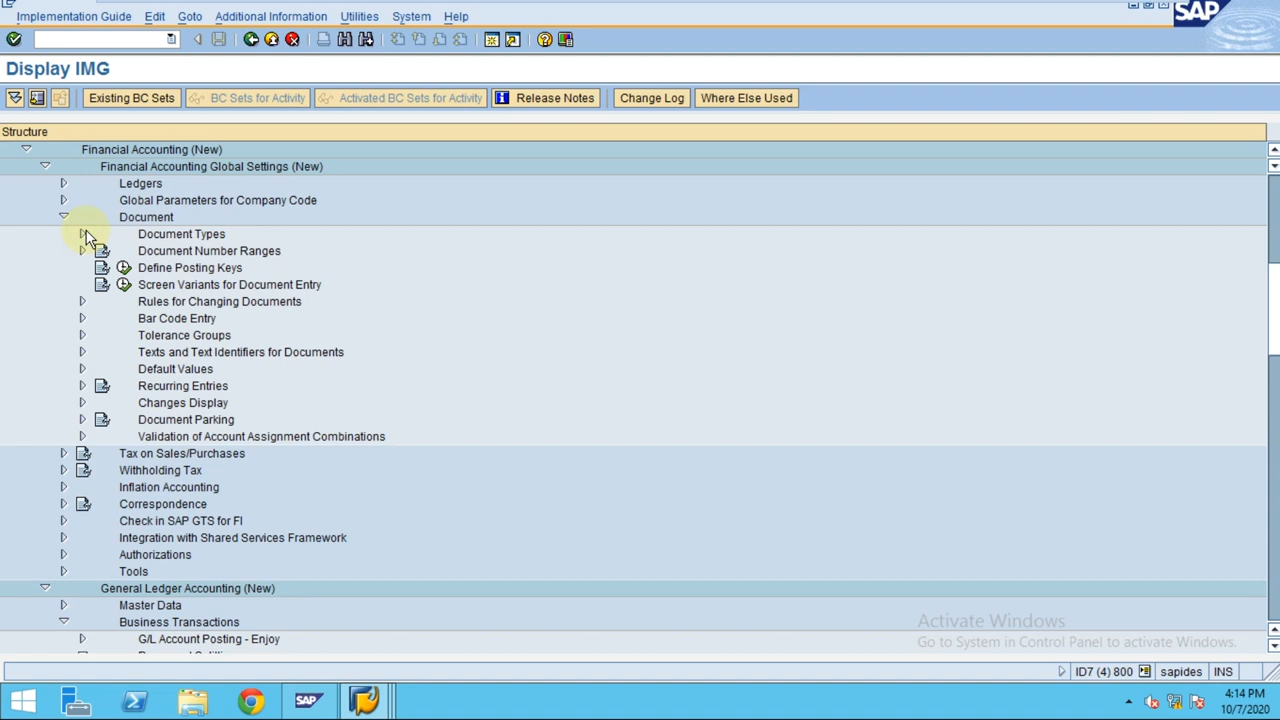 Implementation Guide Edit Goto Additional Information Utilities System Help
SAP
Display IMG
Existing BC Sets BC Sets for Activity Activated BC Sets for Activity Release Notes Change Log Where Else Used
Structure
Financial Accounting (New)
Financial Accounting Global Settings (New)
Ledgers
Global Parameters for Company Code
Document
Document Types
Document Number Ranges
Define Posting Keys
Screen Variants for Document Entry
Rules for Changing Documents
Bar Code Entry
Tolerance Groups
Texts and Text Identifiers for Documents
Default Values
Recurring Entries
Changes Display
Document Parking
Validation of Account Assignment Combinations
Tax on Sales/Purchases
Withholding Tax
Inflation Accounting
Correspondence
Check in SAP GTS for FI
Integration with Shared Services Framework
Authorizations
Tools
General Ledger Accounting (New)
Master Data
Business Transactions
G/L Account Posting - Enjoy
Activate Windows
Go to System in Control Panel to activate Windows.
ID7 (4) 800 sapides INS
SAP
4:14 PM
10/7/2020